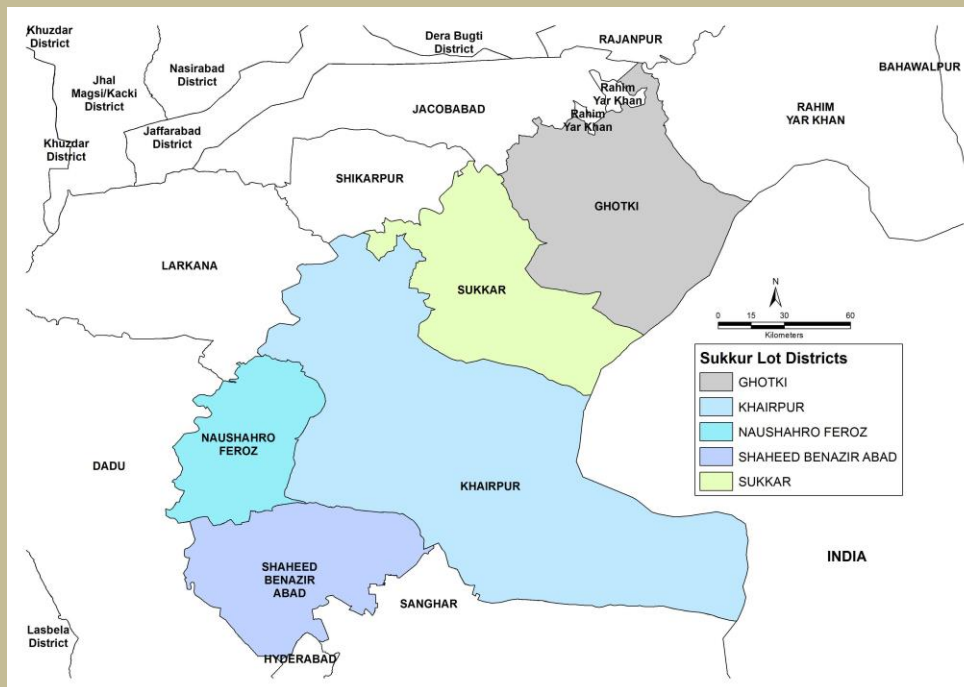 Khuzdar
District
Dera Bugti
District
RAJANPUR
BAHAWALPUR
Nasirabad
District
Jhal
Magsi/Kacki
District
Rahim
Yar Khan
JACOBABAD
RAHIM
YAR KHAN
Rahim
Yar Khan
Jaffarabad
District
Khuzdar
District
SHIKARPUR
GHOTKI
LARKANA
SUKKAR
N
0 15 30 60
Kilometers
Sukkur Lot Districts
GHOTKI
KHAIRPUR
NAUSHAHRO FEROZ
SHAHEED BENAZIR ABAD
SUKKAR
NAUSHAHRO
FEROZ
DADU
KHAIRPUR
INDIA
SHAHEED
BENAZIR
ABAD
SANGHAR
Lasbela
District
HYDERABAD